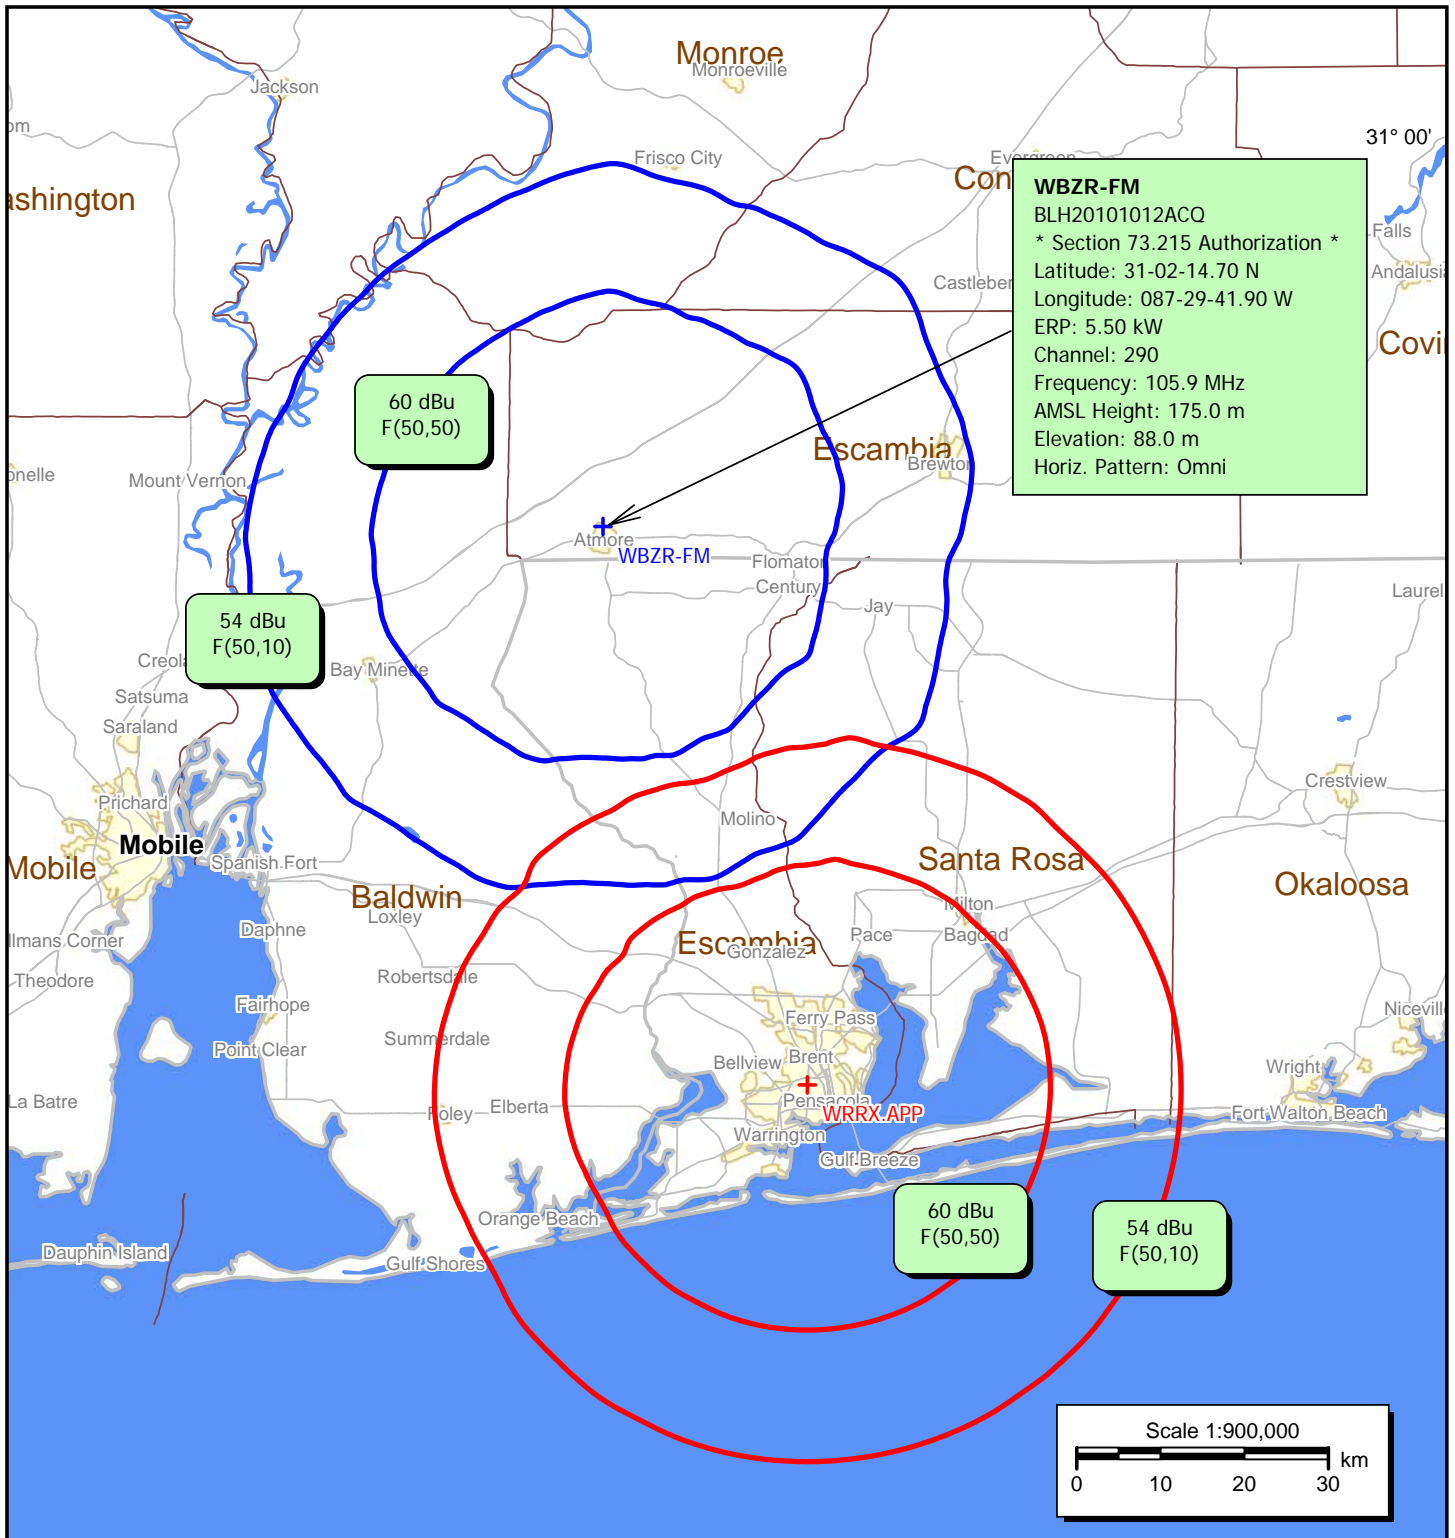 Monroe
Monroeville
Jackson
om
31° 00'
Frisco City
Evergreen
Con
ashington
WBZR-FM
BLH20101012ACQ
* Section 73.215 Authorization *
Latitude: 31-02-14.70 N
Longitude: 087-29-41.90 W
ERP: 5.50 kW
Channel: 290
Frequency: 105.9 MHz
AMSL Height: 175.0 m
Elevation: 88.0 m
Horiz. Pattern: Omni
Falls
Andalusi
Castleber
Covi
60 dBu
F(50,50)
Escambia
Brewton
onelle
Mount Vernon
Atmore
WBZR-FM
Flomaton
Century
Jay
Laurel
54 dBu
F(50,10)
Creola
Bay Minette
Satsuma
Saraland
Crestview
Prichard
Molino
Mobile
Mobile
Spanish Fort
Santa Rosa
Okaloosa
Baldwin
Loxley
Milton
Daphne
Escambia
Gonzalez
Pace
Bagdad
llmans Corner
Theodore
Robertsdale
Fairhope
Ferry Pass
Nicevill
Summerdale
Point Clear
Bellview
Brent
Wright
La Batre
Foley
Elberta
Pensacola
WRRX.APP
Fort Walton Beach
Warrington
Gulf Breeze
Orange Beach
60 dBu
F(50,50)
54 dBu
F(50,10)
Dauphin Island
Gulf Shores
Scale 1:900,000
km
0 10 20 30